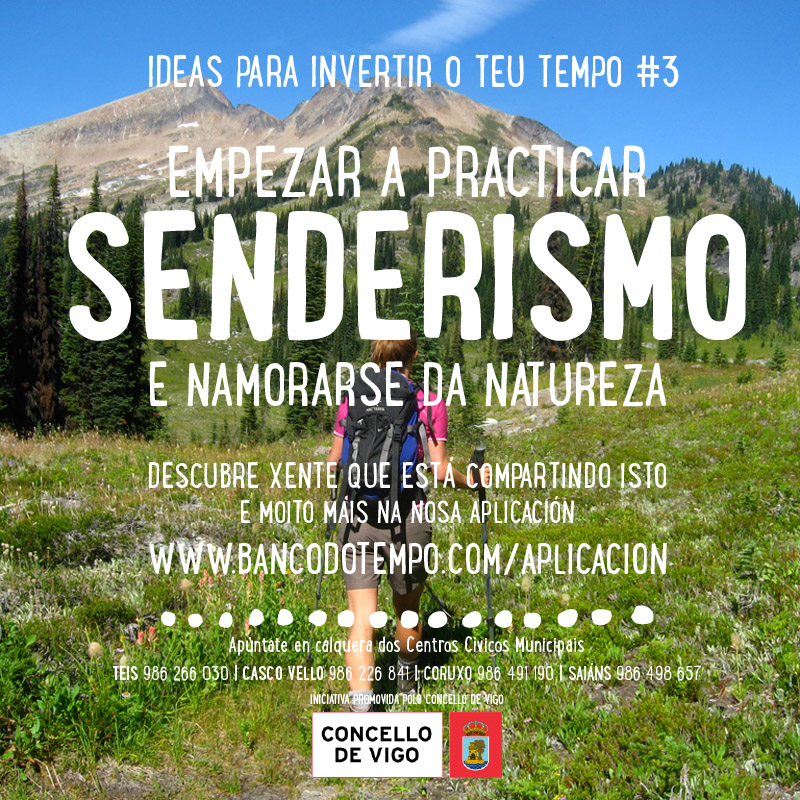 IDEAS PARA INVERTIR O TEU TEMPO #3
EMPEZAR A PRACTICAR
SENDERISMO
E NAMORARSE DA NATUREZA
DESCUBRE XENTE QUE ESTÁ COMPARTINDO ISTO
E MOITO MÁIS NA NOSA APLICACIÓN
WWW.BANCODOTEMPO.COM/APLICACION
Apúntate en calquera dos Centros Cívicos Municipais
TEIS 986 266 030 | CASCO VELLO 986 226 841 | CORUXO 986 491 190 | SAIÁNS 986 498 657
INICIATIVA PROMOVIDA POLO CONCELLO DE VIGO
CONCELLO
DE VIGO